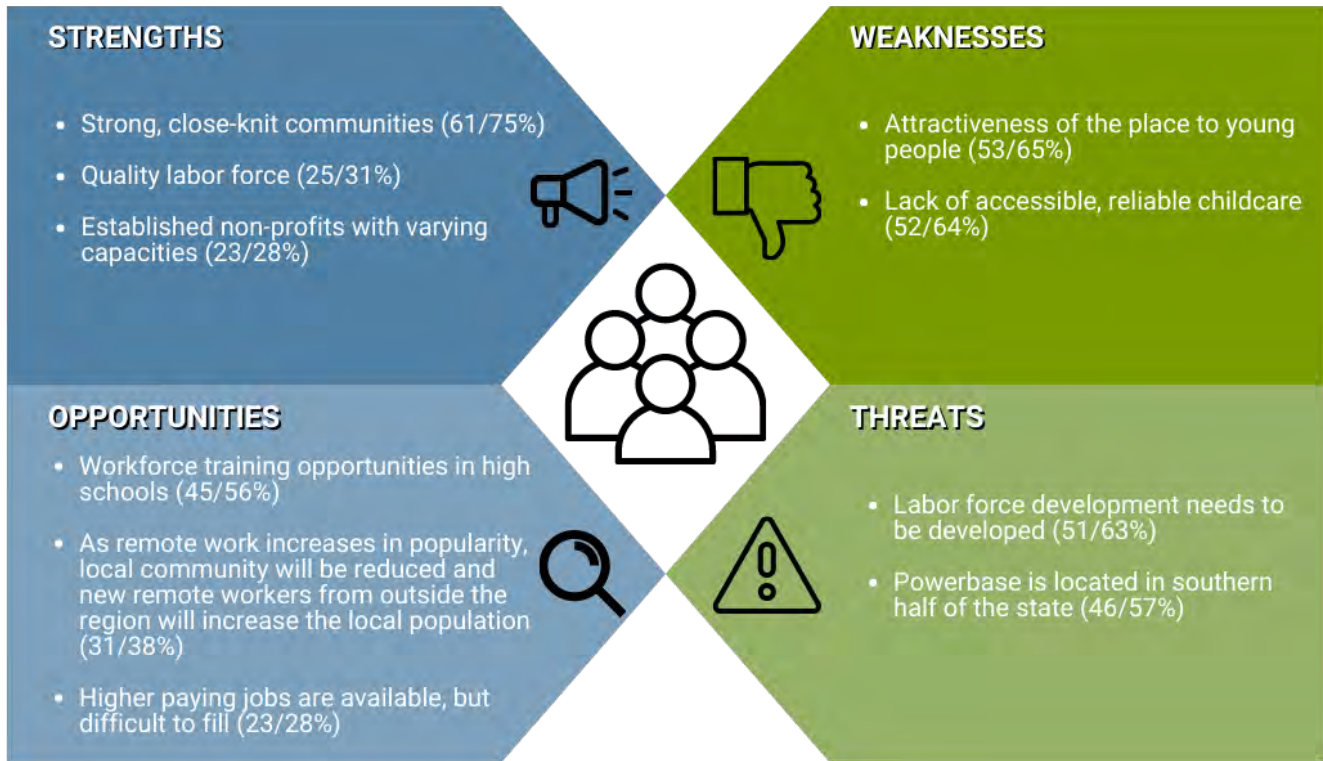 STRENGTHS
• Strong, close-knit communities (61/75%)
• Quality labor force (25/31%)
• Established non-profits with varying
capacities (23/28%)
WEAKNESSES
• Attractiveness of the place to young
people (53/65%)
• Lack of accessible, reliable childcare
(52/64%)
OPPORTUNITIES
• Workforce training opportunities in high
schools (45/56%)
• As remote work increases in popularity,
local community will be reduced and
new remote workers from outside the
region will increase the local population
(31/38%)
• Higher paying jobs are available, but
difficult to fill (23/28%)
THREATS
• Labor force development needs to
be developed (51/63%)
• Powerbase is located in southern
half of the state (46/57%)